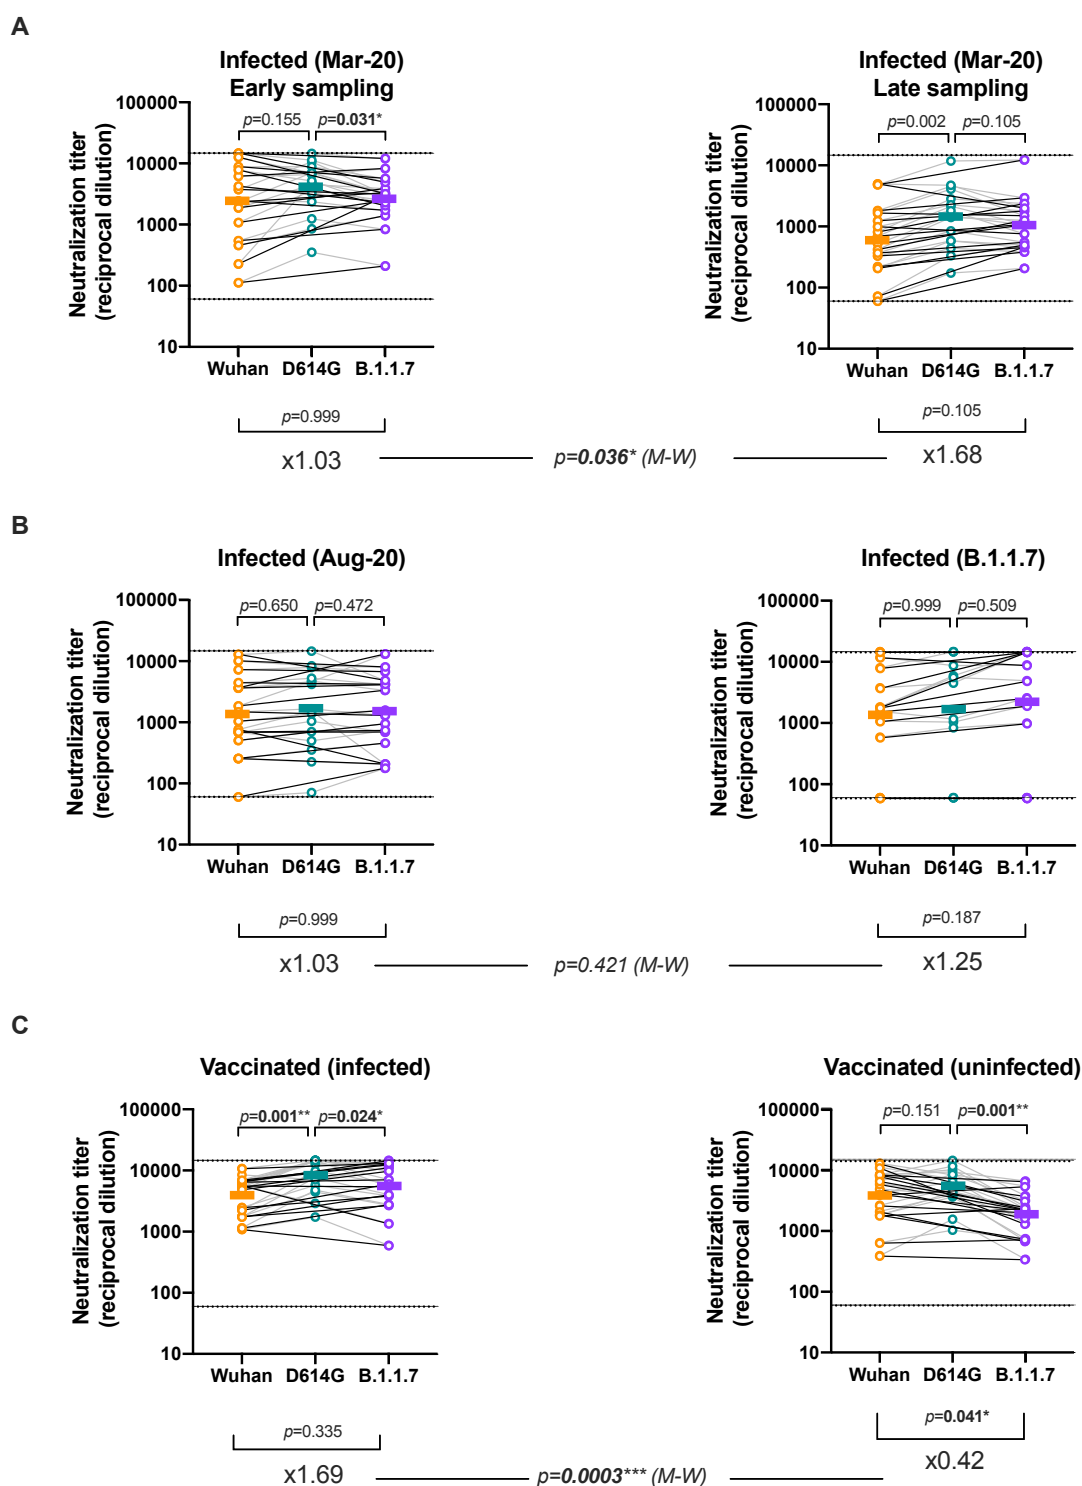 A
Infected (Mar-20)
Early sampling
Neutralization titer
(reciprocal dilution)
100000
10000
1000
100
10
p=0.155
p=0.031*
Wuhan D614G B.1.1.7
p=0.999
x1.03
Infected (Mar-20)
Late sampling
Neutralization titer
(reciprocal dilution)
100000
10000
1000
100
10
p=0.002
p=0.105
Wuhan D614G B.1.1.7
p=0.105
x1.68
p=0.036* (M-W)
B
Infected (Aug-20)
Neutralization titer
(reciprocal dilution)
100000
10000
1000
100
10
p=0.650
p=0.472
Wuhan D614G B.1.1.7
p=0.999
x1.03
Infected (B.1.1.7)
Neutralization titer
(reciprocal dilution)
100000
10000
1000
100
10
p=0.999
p=0.509
Wuhan D614G B.1.1.7
p=0.187
x1.25
p=0.421 (M-W)
C
Vaccinated (infected)
Neutralization titer
(reciprocal dilution)
100000
10000
1000
100
10
p=0.001**
p=0.024*
Wuhan D614G B.1.1.7
p=0.335
x1.69
Vaccinated (uninfected)
Neutralization titer
(reciprocal dilution)
100000
10000
1000
100
10
p=0.151
p=0.001**
Wuhan D614G B.1.1.7
p=0.041*
x0.42
p=0.0003*** (M-W)